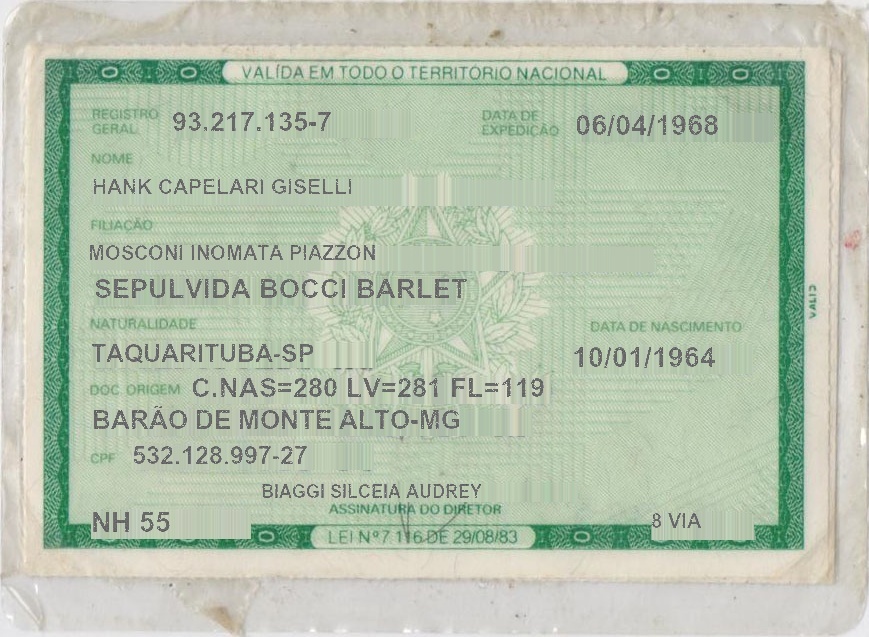 VALÍDA EM TODO O TERRITÓRIO NACIONAL
REGISTRO GERAL 93.217.135-7 DATA DE EXPEDIÇÃO 06/04/1968
NOME
HANK CAPELARI GISELLI
FILIAÇÃO
MOSCONI INOMATA PIAZZON
SEPULVIDA BOCCI BARLET
VALID
NATURALIDADE DATA DE NASCIMENTO
TAQUARITUBA-SP 10/01/1964
DOC ORIGEM C.NAS=280 LV=281 FL=119
BARÃO DE MONTE ALTO-MG
CPF 532.128.997-27
BIAGGI SILCEIA AUDREY
ASSINATURA DO DIRETOR
NH 55 8 VIA
LEI Nº 7.116 DE 29/08/83